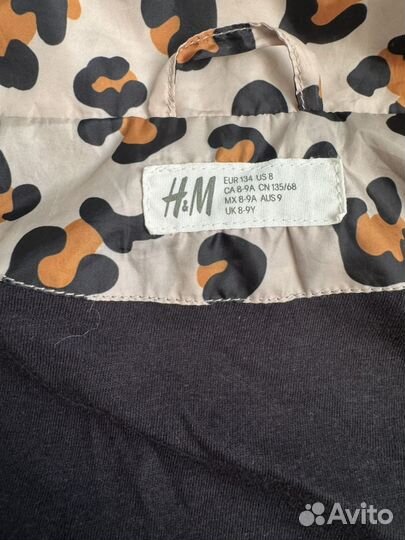 H&M
EUR 134 US 8
CA 8-9A CN 135/68
MX 8-9A AUS 9
UK 8-9Y
Avito